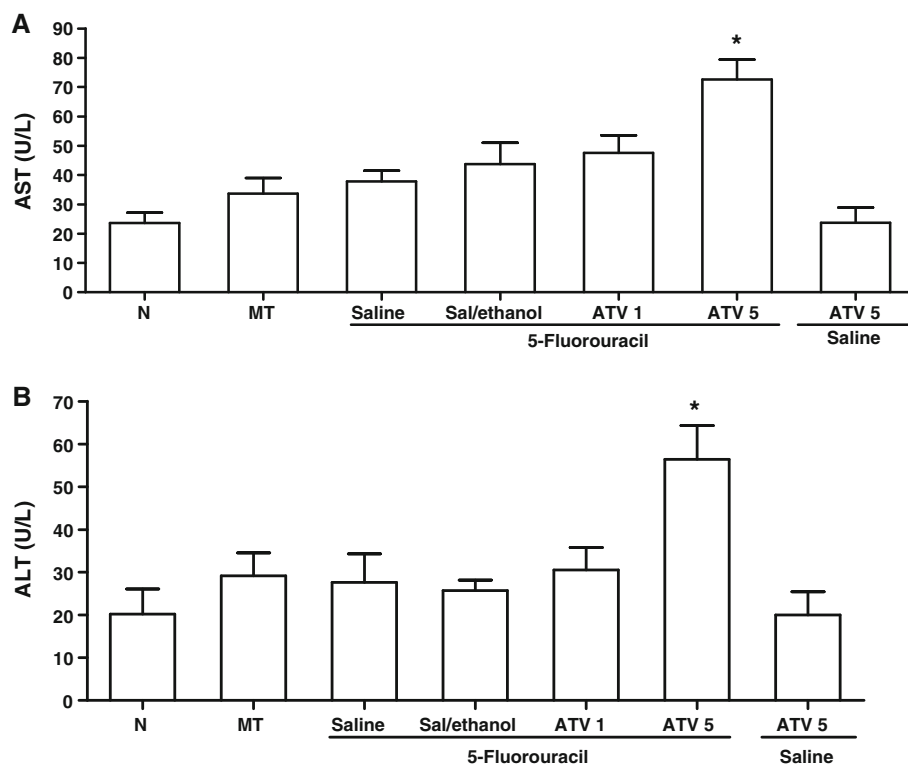 A
AST (U/L)
90
80
70
60
50
40
30
20
10
0
*
N MT Saline Sal/ethanol ATV 1 ATV 5 ATV 5
5-Fluorouracil Saline
B
ALT (U/L)
70
60
50
40
30
20
10
0
*
N MT Saline Sal/ethanol ATV 1 ATV 5 ATV 5
5-Fluorouracil Saline